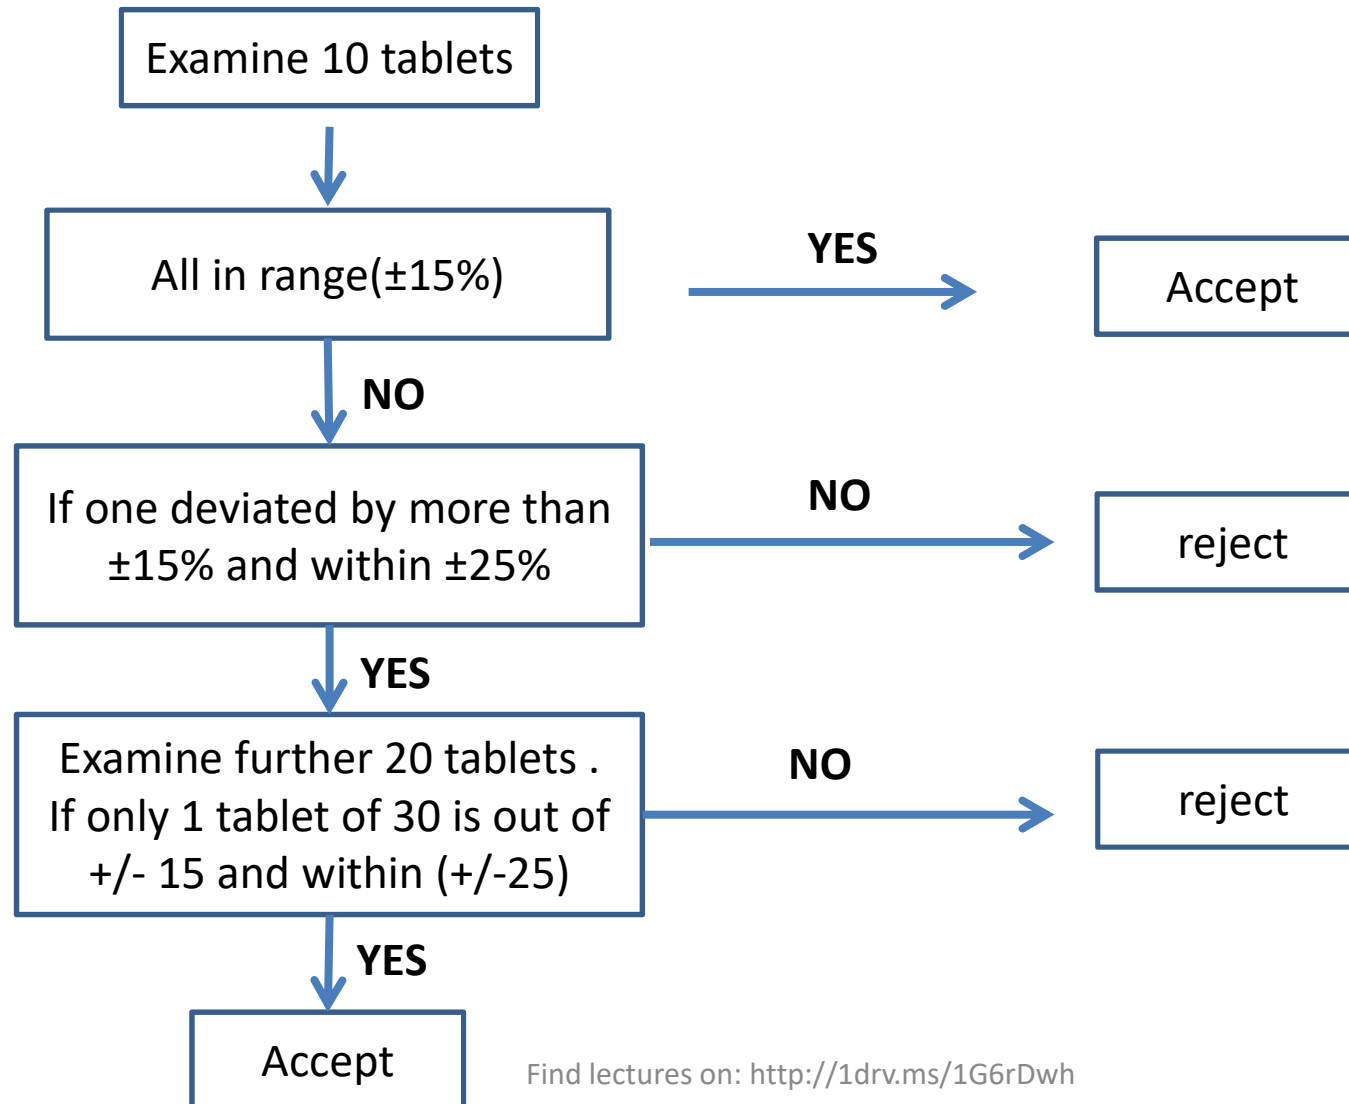 Examine 10 tablets
All in range(±15%)
YES
Accept
NO
If one deviated by more than
±15% and within ±25%
NO
reject
YES
Examine further 20 tablets .
If only 1 tablet of 30 is out of
+/- 15 and within (+/-25)
NO
reject
YES
Accept
Find lectures on: http://1drv.ms/1G6rDwh